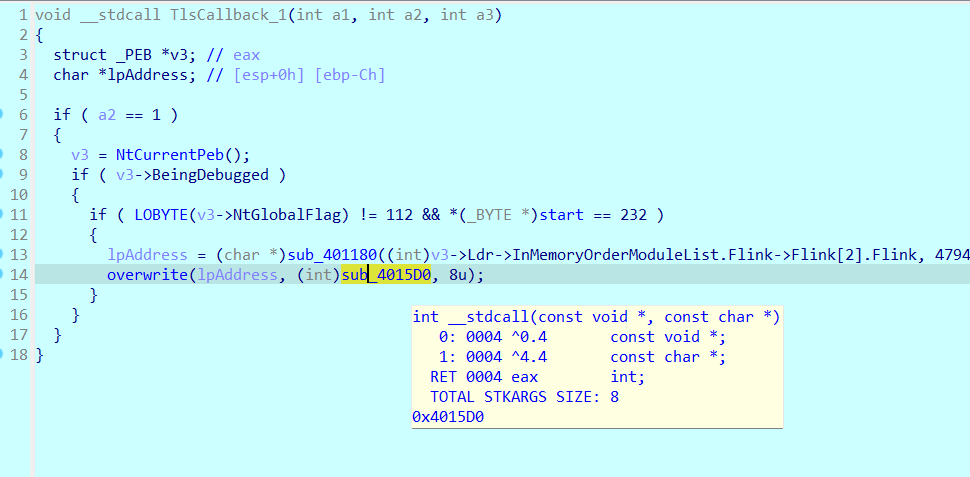 1 void __stdcall TlsCallback_1(int a1, int a2, int a3)
2 {
3 struct _PEB *v3; // eax
4 char *lpAddress; // [esp+0h] [ebp-Ch]
5
6 if ( a2 == 1 )
7 {
8 v3 = NtCurrentPeb();
9 if ( v3->BeingDebugged )
10 {
11 if ( LOBYTE(v3->NtGlobalFlag) != 112 && *(_BYTE *)start == 232 )
12 {
13 lpAddress = (char *)sub_401180((int)v3->Ldr->InMemoryOrderModuleList.Flink->Flink[2].Flink, 4794
14 overwrite(lpAddress, (int)sub_4015D0, 8u);
15 }
16 }
17 }
18 }
int __stdcall(const void *, const char *)
0: 0004 ^0.4 const void *;
1: 0004 ^4.4 const char *;
RET 0004 eax int;
TOTAL STKARGS SIZE: 8
0x4015D0